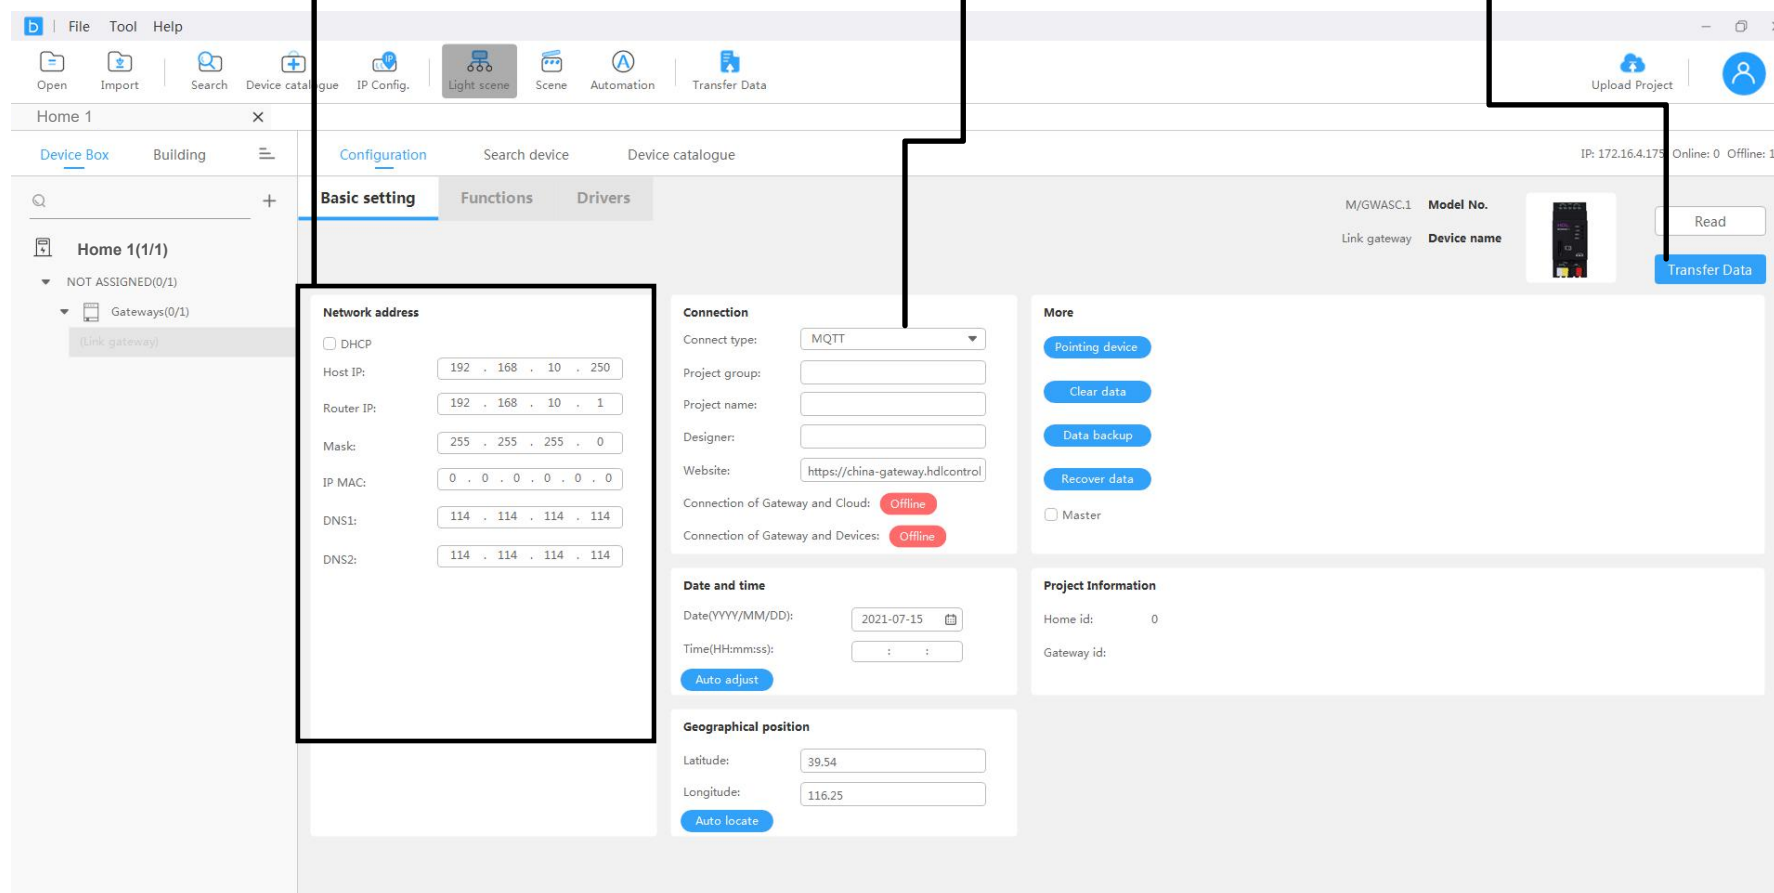 File Tool Help
Open Import Search Device catalogue IP Config. Light scene Scene Automation Transfer Data Upload Project
Home 1
Device Box Building Configuration Search device Device catalogue IP: 172.16.4.175 Online: 0 Offline: 1
Basic setting Functions Drivers
M/GWASC.1 Model No.
Read
Link gateway Device name
Transfer Data
Home 1(1/1)
NOT ASSIGNED(0/1)
Gateways(0/1)
(Link gateway)
Network address
DHCP
Host IP: 192 . 168 . 10 . 250
Router IP: 192 . 168 . 10 . 1
Mask: 255 . 255 . 255 . 0
IP MAC: 0 . 0 . 0 . 0 . 0 . 0
DNS1: 114 . 114 . 114 . 114
DNS2: 114 . 114 . 114 . 114
Connection
Connect type: MQTT
Project group:
Project name:
Designer:
Website: https://china-gateway.hdlcontrol
Connection of Gateway and Cloud: Offline
Connection of Gateway and Devices: Offline
More
Pointing device
Clear data
Data backup
Recover data
Master
Date and time
Date(YYYY/MM/DD): 2021-07-15
Time(HH:mm:ss): : :
Auto adjust
Project Information
Home id: 0
Gateway id:
Geographical position
Latitude: 39.54
Longitude: 116.25
Auto locate